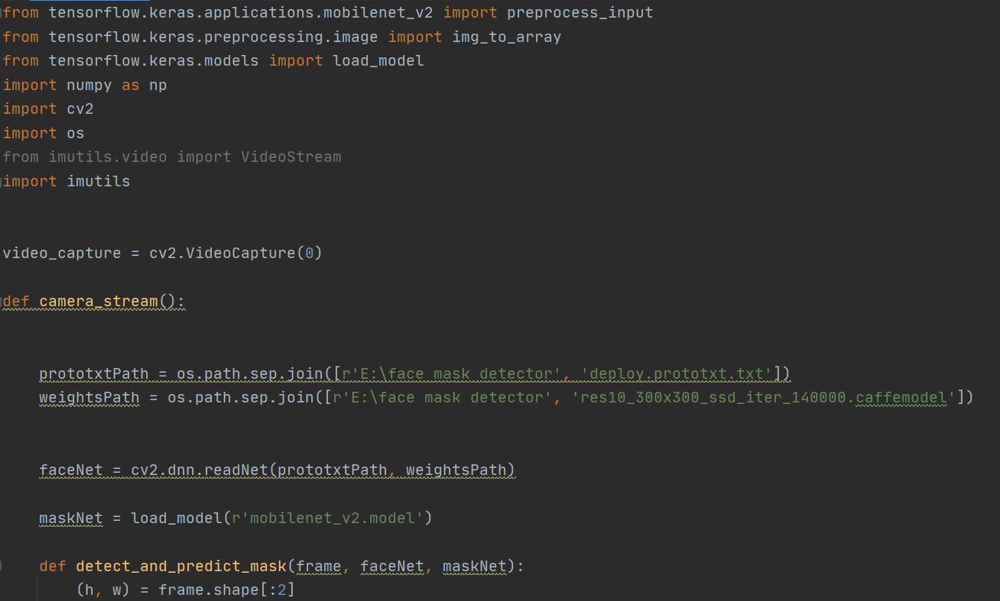 from tensorflow.keras.applications.mobilenet_v2 import preprocess_input
from tensorflow.keras.preprocessing.image import img_to_array
from tensorflow.keras.models import load_model
import numpy as np
import cv2
import os
from imutils.video import VideoStream
import imutils
video_capture = cv2.VideoCapture(0)
def camera_stream():
prototxtPath = os.path.sep.join([r'E:\face mask detector', 'deploy.prototxt.txt'])
weightsPath = os.path.sep.join([r'E:\face mask detector', 'res10_300x300_ssd_iter_140000.caffemodel'])
faceNet = cv2.dnn.readNet(prototxtPath, weightsPath)
maskNet = load_model(r'mobilenet_v2.model')
def detect_and_predict_mask(frame, faceNet, maskNet):
(h, w) = frame.shape[:2]